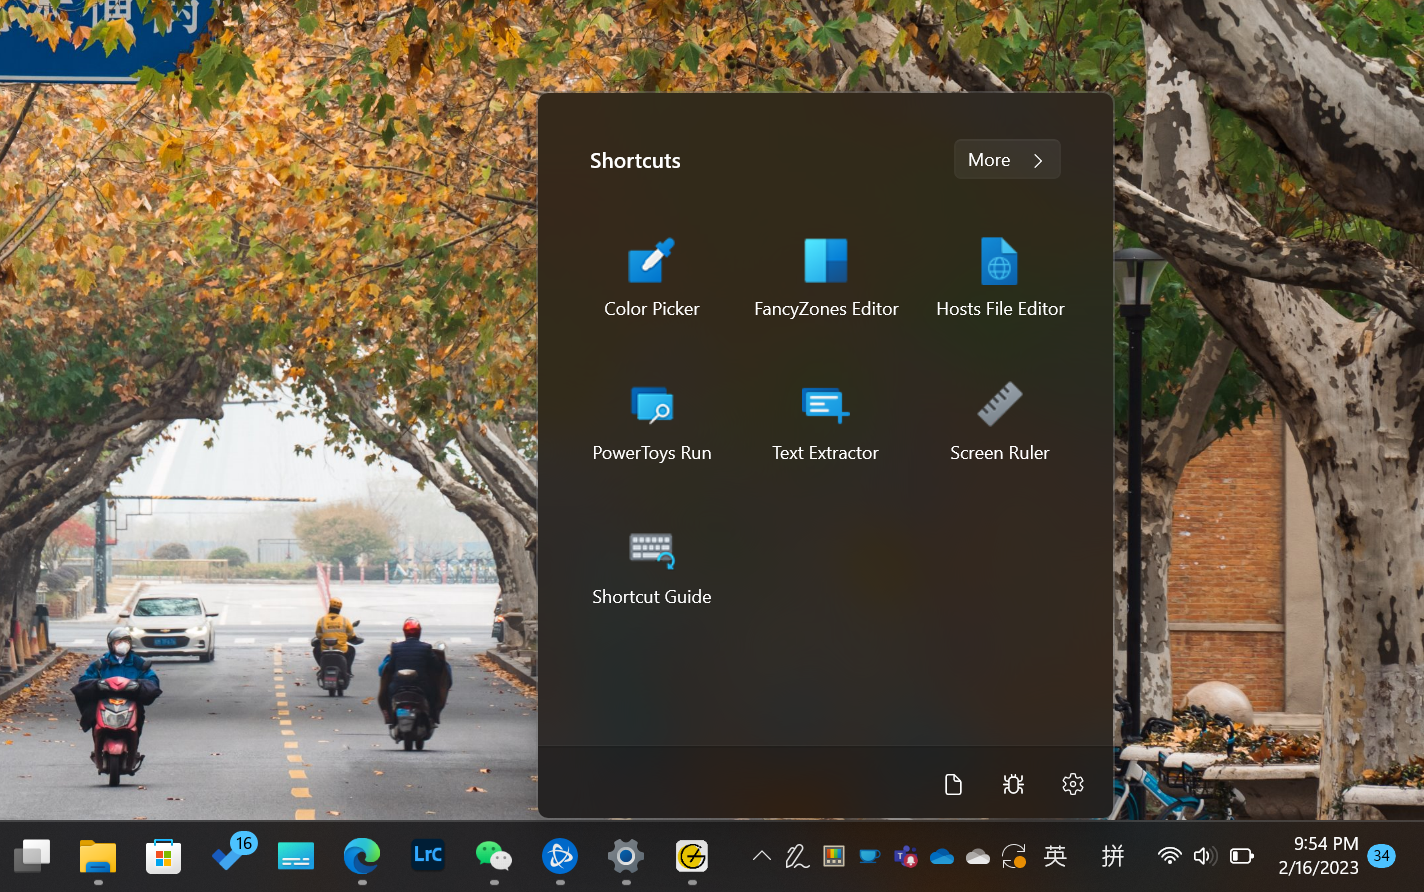 Shortcuts
More
Color Picker
FancyZones Editor
Hosts File Editor
PowerToys Run
Text Extractor
Screen Ruler
Shortcut Guide
16
LrC
英
拼
9:54 PM
2/16/2023
34